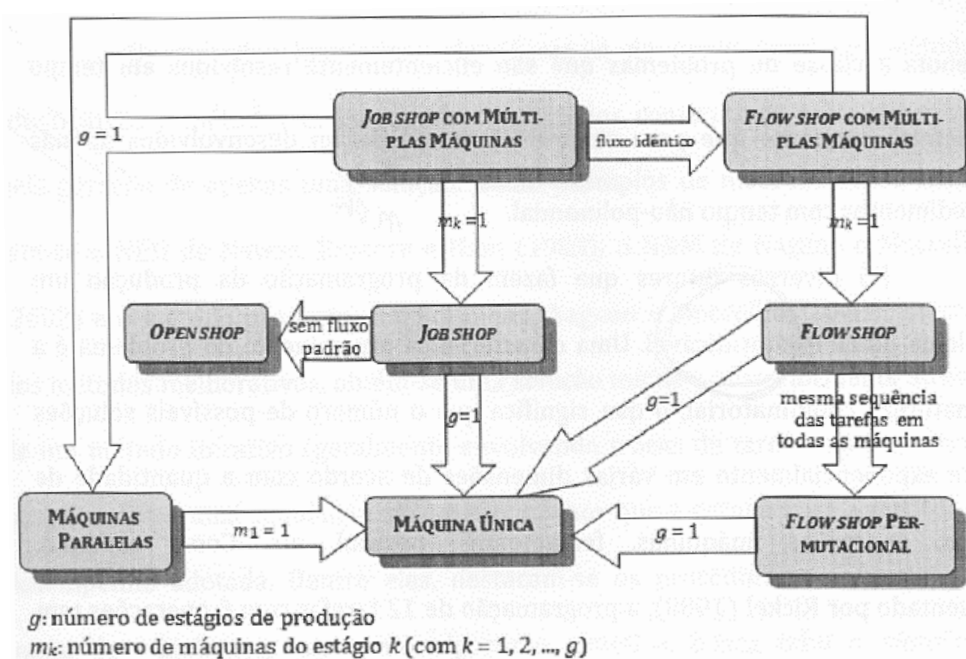 g = 1
JOB SHOP COM MÚLTI-
PLAS MÁQUINAS
fluxo idêntico
FLOW SHOP COM MÚLTI-
PLAS MÁQUINAS
mk=1
mk=1
OPEN SHOP
sem fluxo
padrão
JOB SHOP
FLOW SHOP
g=1
g=1
mesma sequência
das tarefas em
todas as máquinas
MÁQUINAS
PARALELAS
m1=1
MÁQUINA ÚNICA
g=1
FLOW SHOP PER-
MUTACIONAL
g: número de estágios de produção
mk: número de máquinas do estágio k (com k = 1, 2, ..., g)